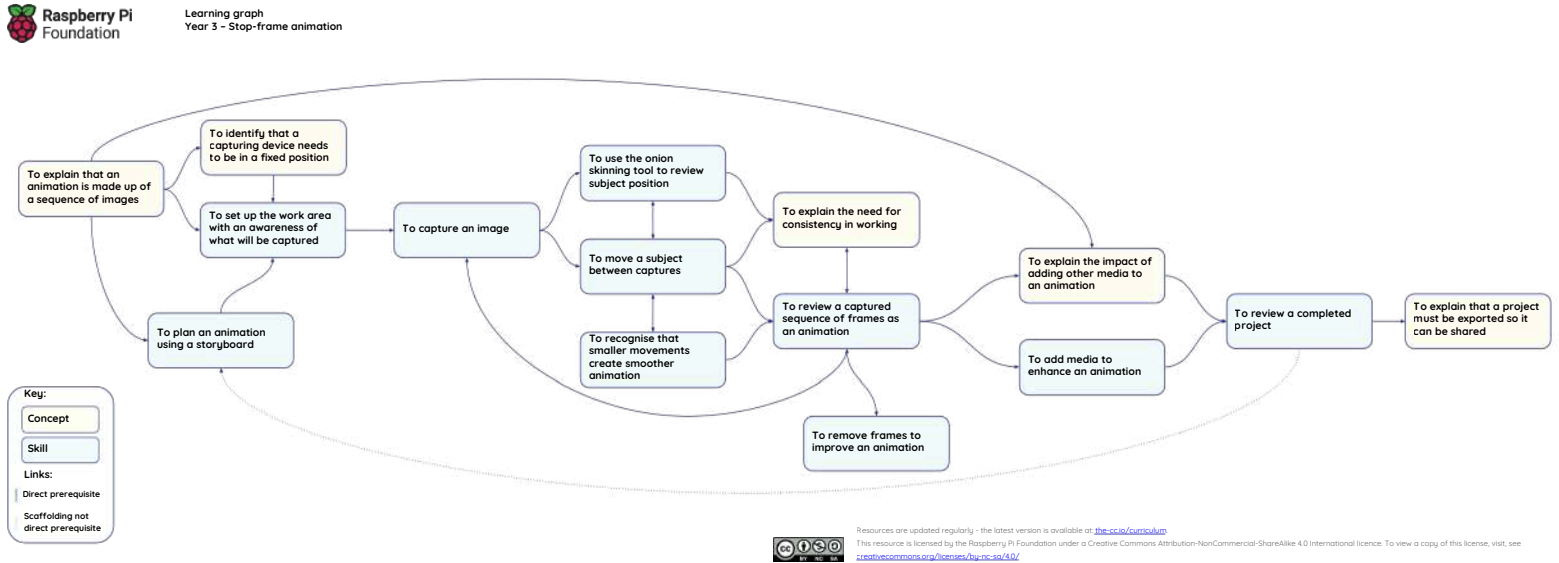 Raspberry Pi
Foundation
Learning graph
Year 3 – Stop-frame animation
To explain that an
animation is made up of
a sequence of images
To identify that a
capturing device needs
to be in a fixed position
To set up the work area
with an awareness of
what will be captured
To plan an animation
using a storyboard
To capture an image
To use the onion
skinning tool to review
subject position
To move a subject
between captures
To recognise that
smaller movements
create smoother
animation
To explain the need for
consistency in working
To review a captured
sequence of frames as
an animation
To remove frames to
improve an animation
To explain the impact of
adding other media to
an animation
To add media to
enhance an animation
To review a completed
project
To explain that a project
must be exported so it
can be shared
Key:
Concept
Skill
Links:
Direct prerequisite
Scaffolding not
direct prerequisite
cc BY NC SA
Resources are updated regularly - the latest version is available at: the-cc.io/curriculum.
This resource is licensed by the Raspberry Pi Foundation under a Creative Commons Attribution-NonCommercial-ShareAlike 4.0 International licence. To view a copy of this license, visit, see
creativecommons.org/licenses/by-nc-sa/4.0/